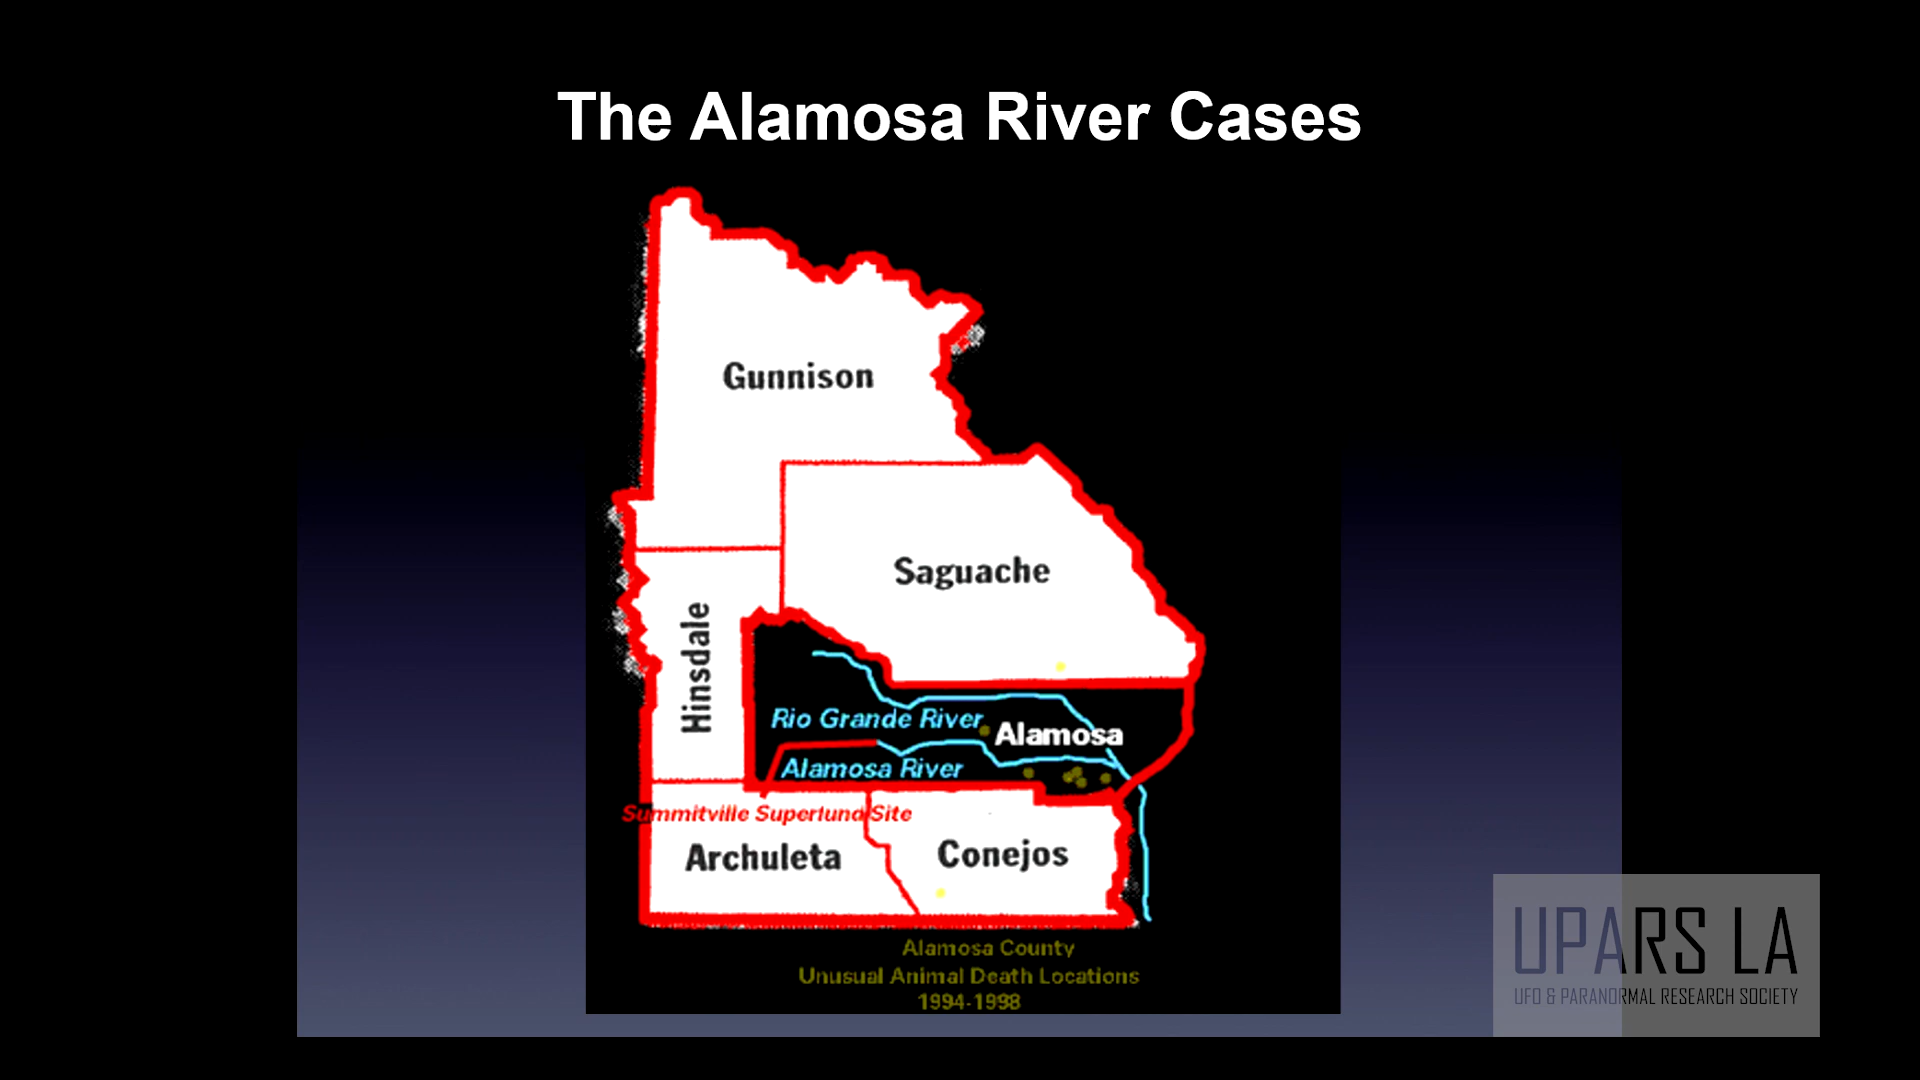 The Alamosa River Cases
Gunnison
Saguache
Hinsdale
Rio Grande River
Alamosa
Alamosa River
Summitville Superfund Site
Archuleta
Conejos
Alamosa County
Unusual Animal Death Locations
1994-1998
UPARS LA
UFO & PARANORMAL RESEARCH SOCIETY